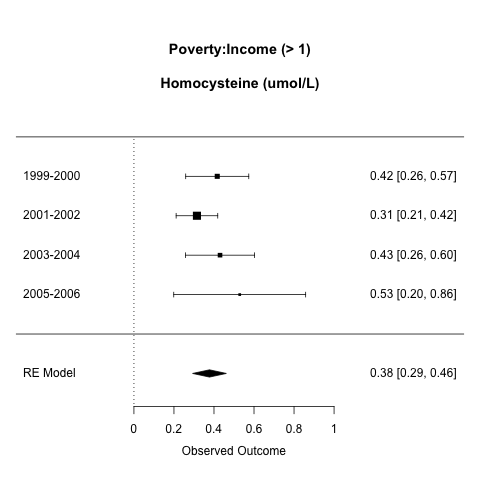 Poverty:Income (> 1)
Homocysteine (umol/L)
1999-2000 0.42 [0.26, 0.57]
2001-2002 0.31 [0.21, 0.42]
2003-2004 0.43 [0.26, 0.60]
2005-2006 0.53 [0.20, 0.86]
RE Model 0.38 [0.29, 0.46]
0 0.2 0.4 0.6 0.8 1
Observed Outcome